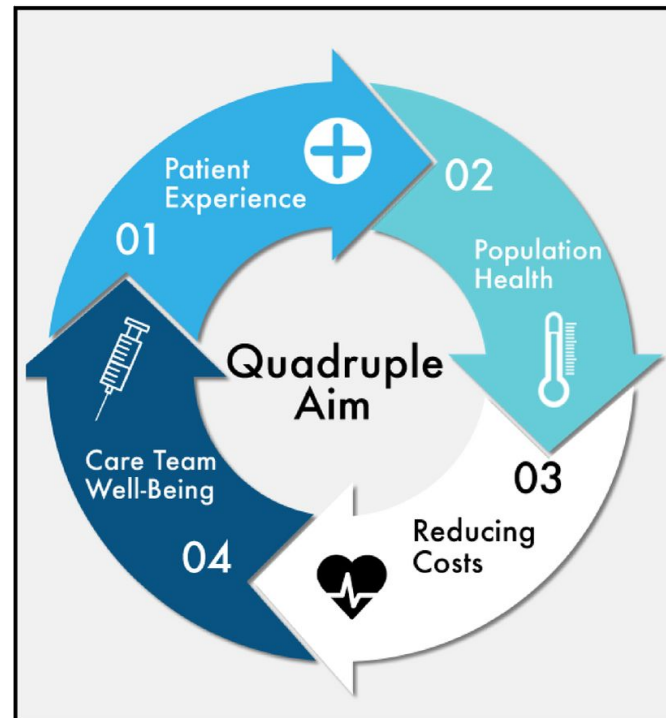 Quadruple
Aim
01
Patient
Experience
02
Population
Health
03
Reducing
Costs
04
Care Team
Well-Being